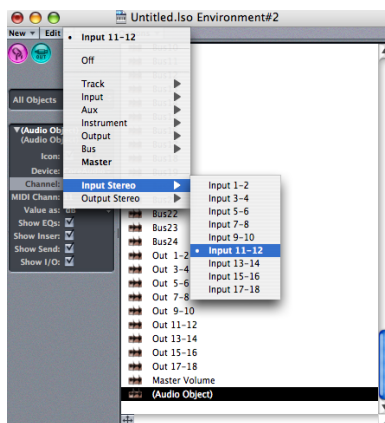 Untitled.lso Environment#2
New Edit
Input 11-12
Off
Track
Input
Aux
Instrument
Output
Bus
Master
Input Stereo
Output Stereo
Input 1-2
Input 3-4
Input 5-6
Input 7-8
Input 9-10
Input 11-12
Input 13-14
Input 15-16
Input 17-18
All Objects
(Audio Obj
(Audio Obj
Icon:
Device:
Channel:
MIDI Chann:
Value as: dB
Show EQs:
Show Inser:
Show Send:
Show I/O:
Bus22
Bus23
Bus24
Out 1-2
Out 3-4
Out 5-6
Out 7-8
Out 9-10
Out 11-12
Out 13-14
Out 15-16
Out 17-18
Master Volume
(Audio Object)